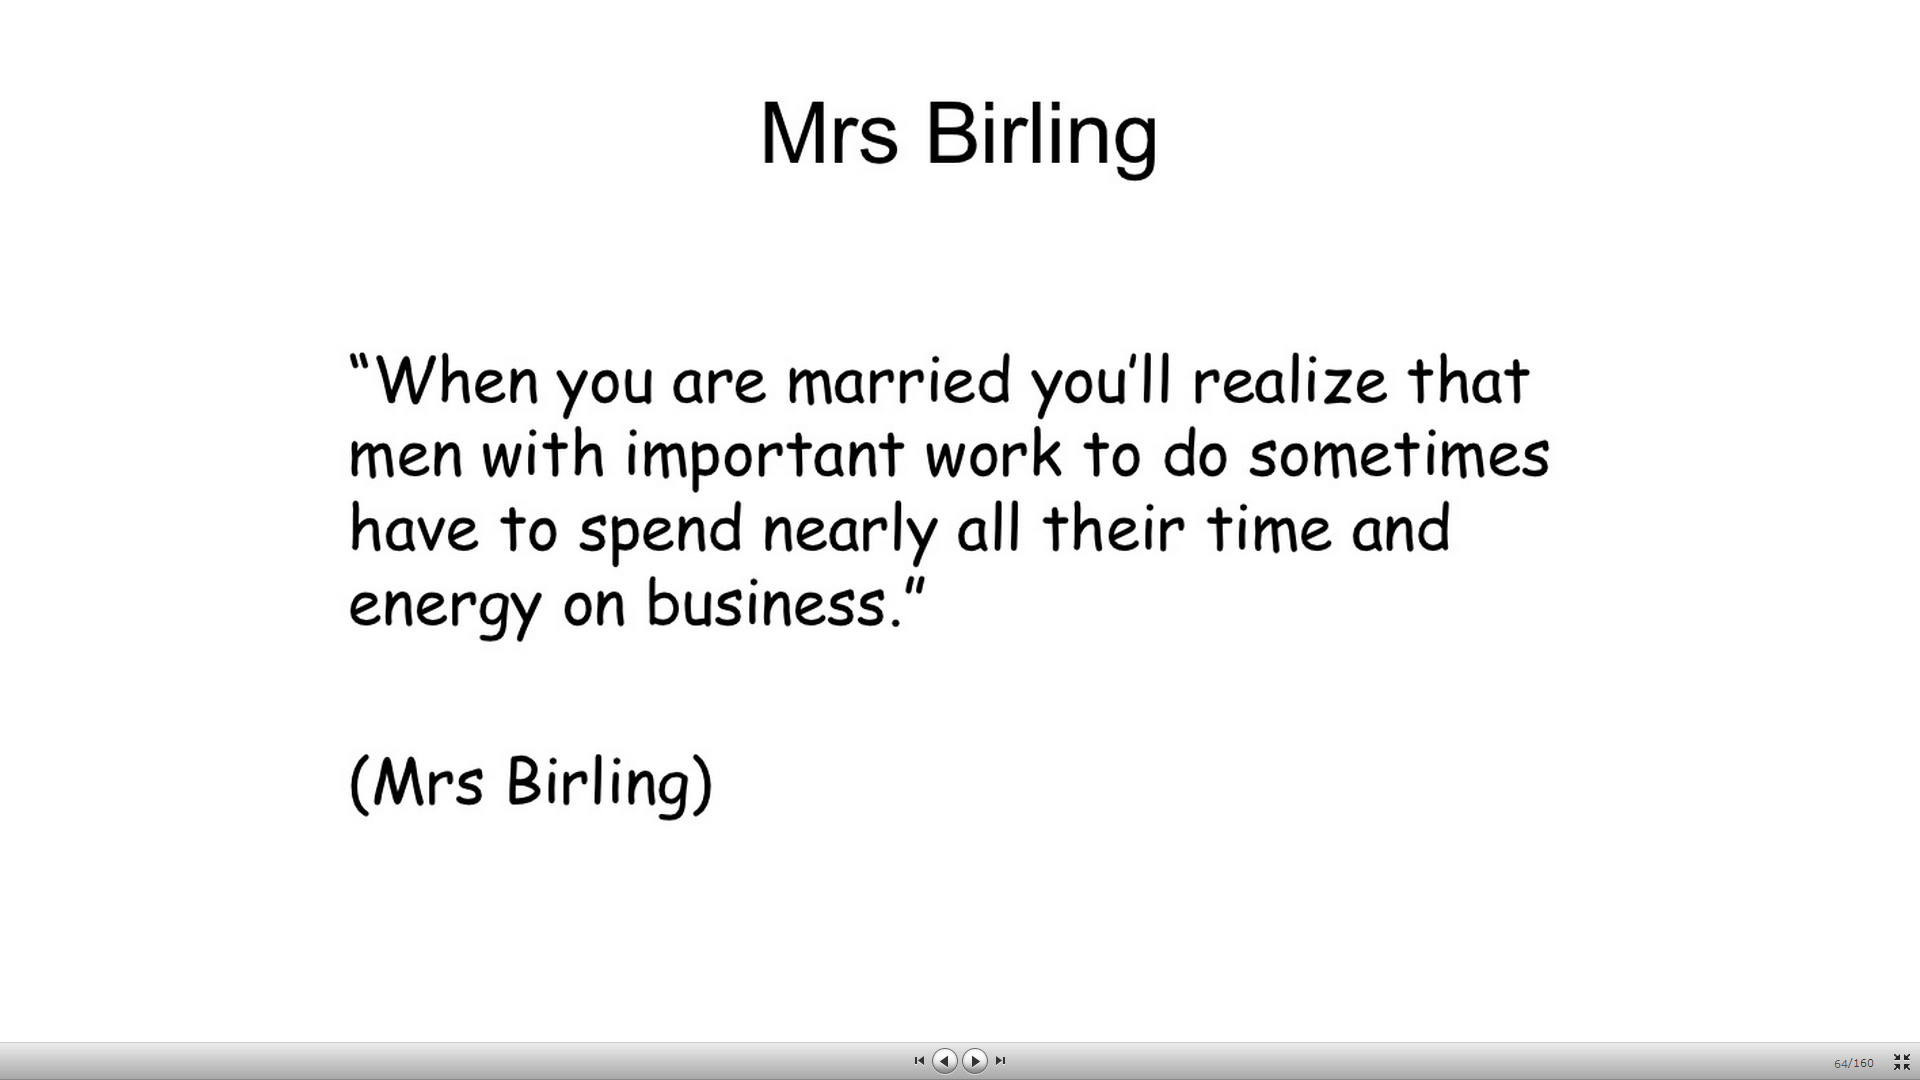 Mrs Birling
“When you are married you’ll realize that
men with important work to do sometimes
have to spend nearly all their time and
energy on business.”
(Mrs Birling)
64/160